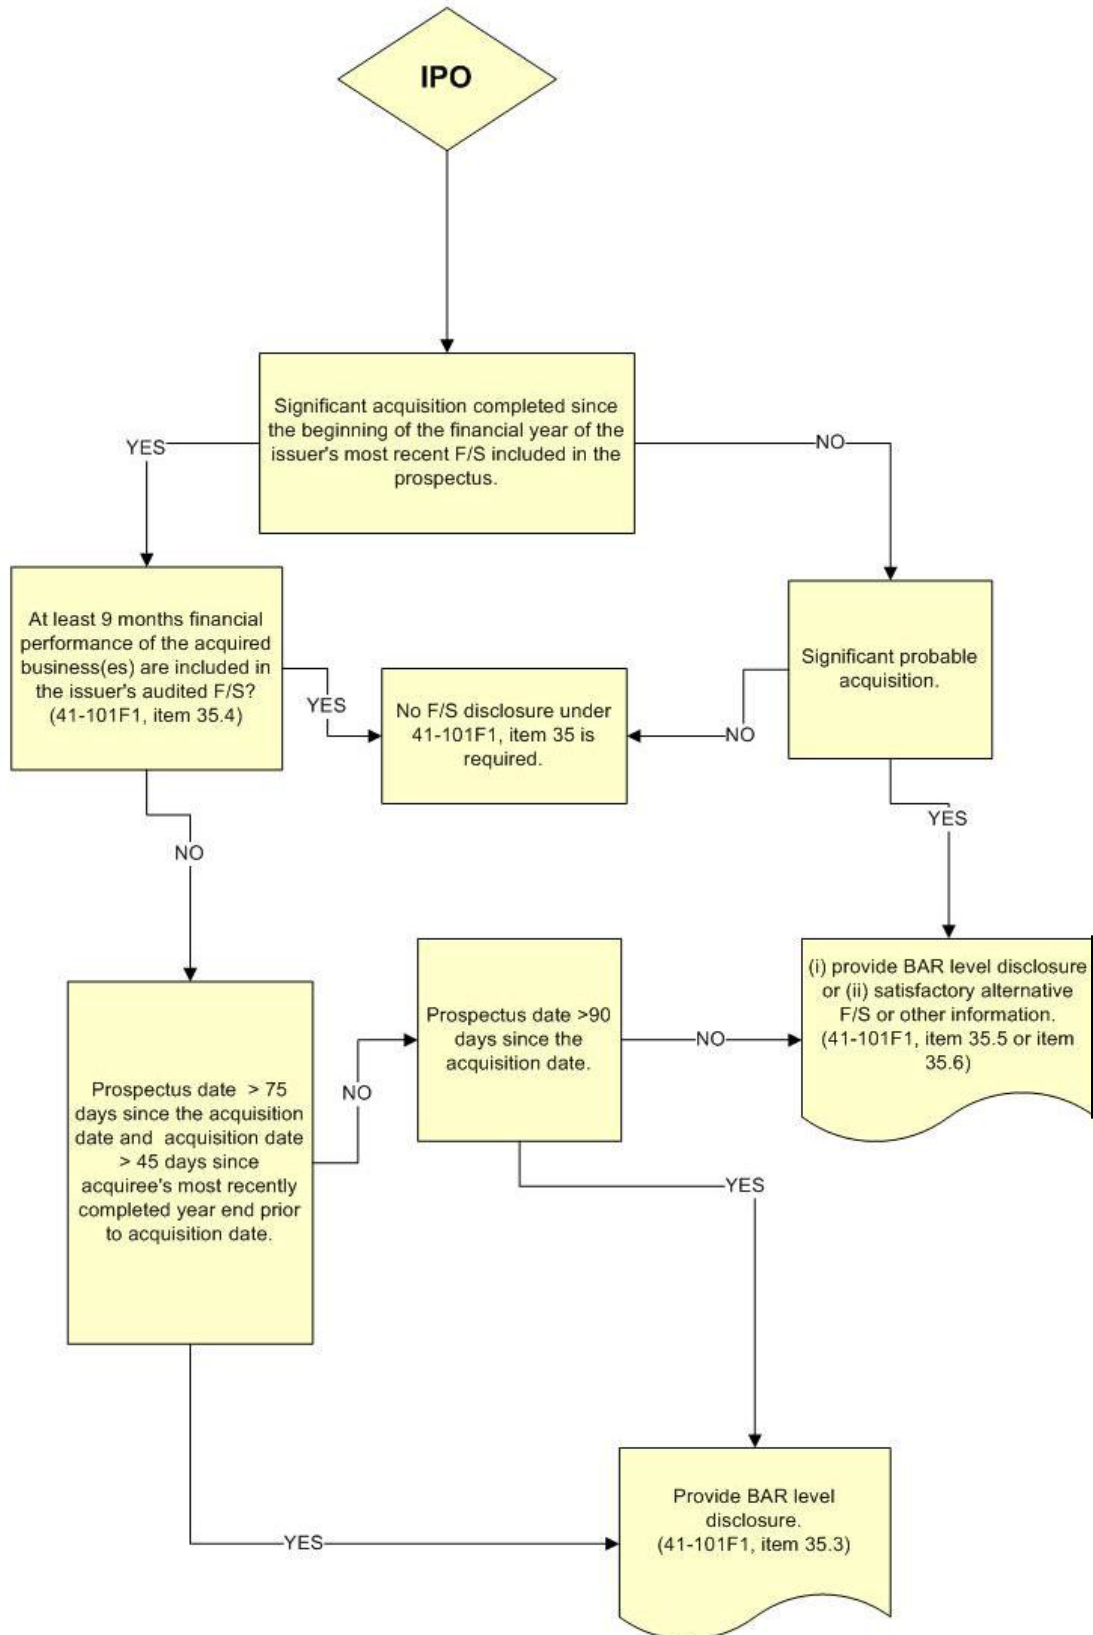 IPO
Significant acquisition completed since
the beginning of the financial year of the
issuer's most recent F/S included in the
prospectus.
YES
NO
At least 9 months financial
performance of the acquired
business(es) are included in
the issuer's audited F/S?
(41-101F1, item 35.4)
YES
No F/S disclosure under
41-101F1, item 35 is
required.
NO
Significant probable
acquisition.
NO
YES
Prospectus date  > 75
days since the acquisition
date and  acquisition date
> 45 days since
acquiree's most recently
completed year end prior
to acquisition date.
NO
Prospectus date >90
days since the
acquisition date.
NO
(i) provide BAR level disclosure
or (ii) satisfactory alternative
F/S or other information.
(41-101F1, item 35.5 or item
35.6)
YES
YES
Provide BAR level
disclosure.
(41-101F1, item 35.3)